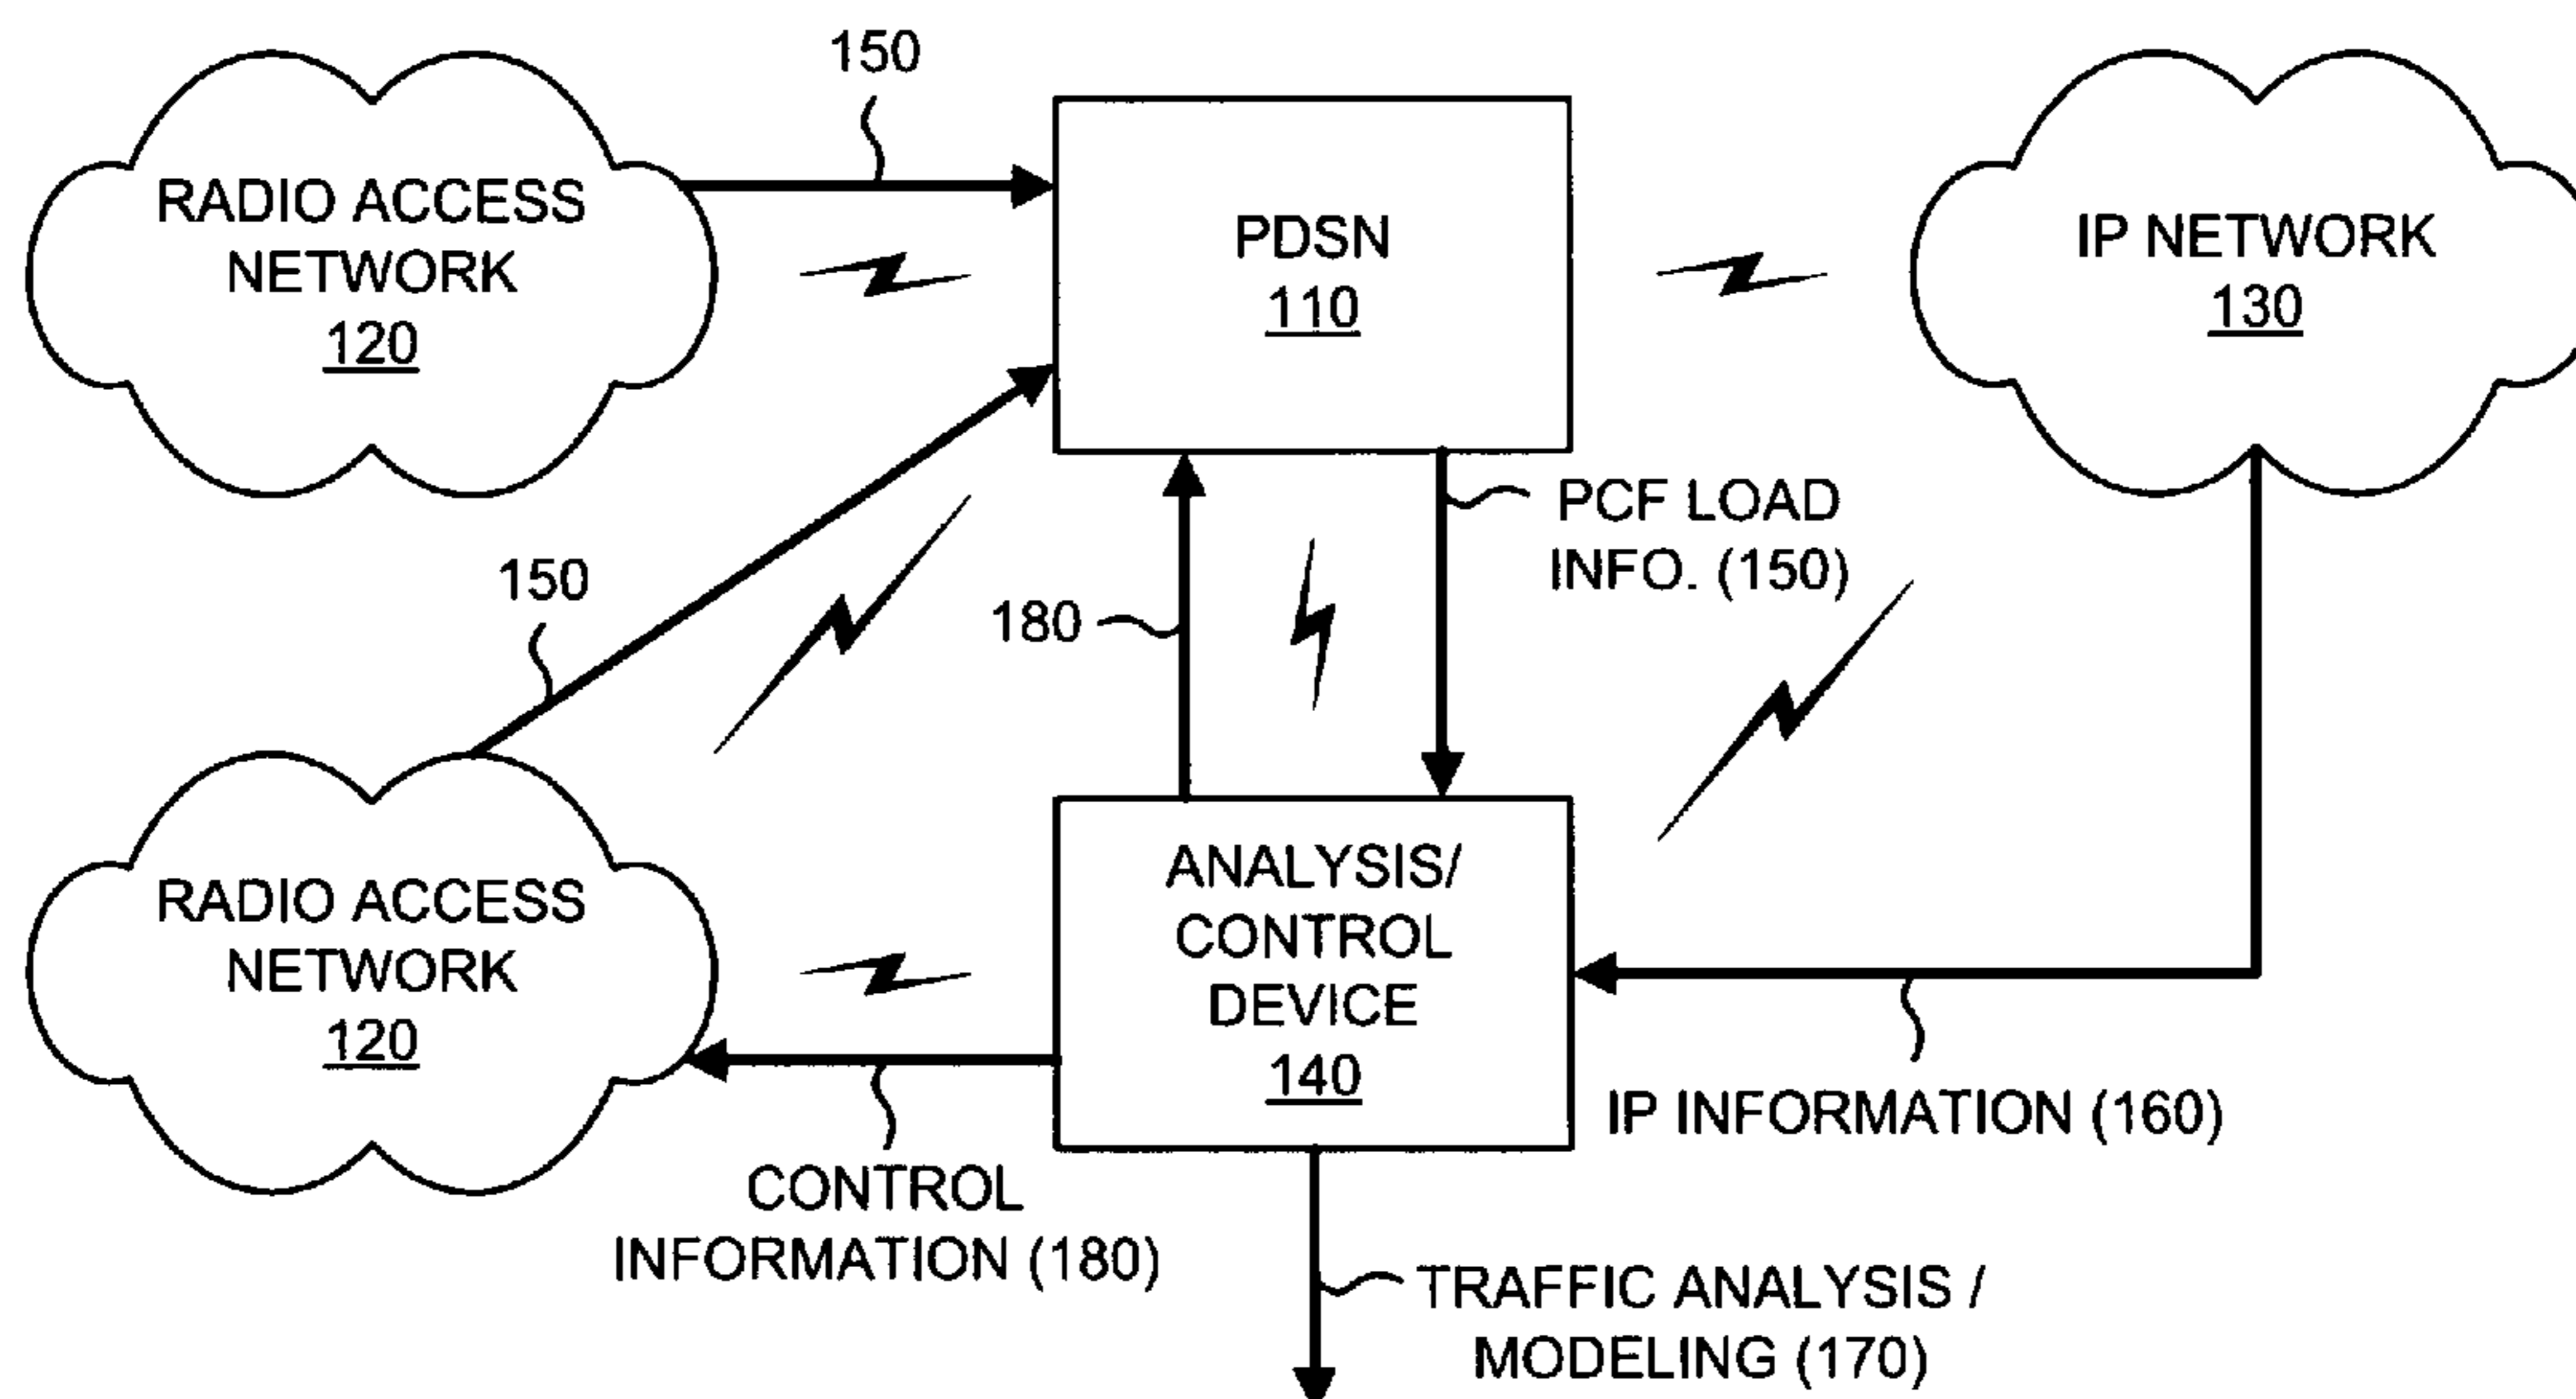 150
RADIO ACCESS
NETWORK
120
PDSN
110
IP NETWORK
130
PCF LOAD
INFO. (150)
150
180
RADIO ACCESS
NETWORK
120
ANALYSIS/
CONTROL
DEVICE
140
IP INFORMATION (160)
CONTROL
INFORMATION (180)
TRAFFIC ANALYSIS /
MODELING (170)